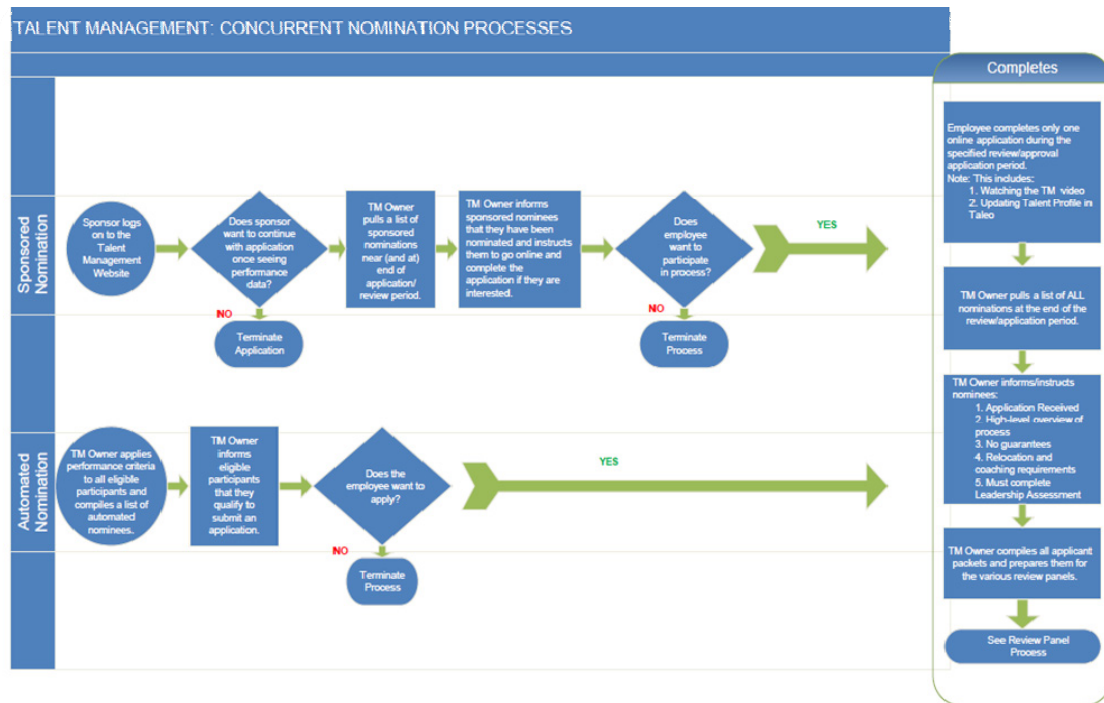 TALENT MANAGEMENT: CONCURRENT NOMINATION PROCESSES
Sponsored
Nomination
Sponsor logs
on to the
Talent
Management
Website
Does sponsor
want to continue
with application
once seeing
performance
data?
NO
Terminate
Application
TM Owner
pulls a list of
sponsored
nominations
near (and at)
end of
application/
review period.
TM Owner informs
sponsored nominees
that they have been
nominated and instructs
them to go online and
complete the
application if they are
interested.
Does
employee
want to
participate
in process?
NO
Terminate
Process
YES
Automated
Nomination
TM Owner applies
performance criteria
to all eligible
participants and
compiles a list of
automated
nominees.
TM Owner
informs
eligible
participants
that they
qualify to
submit an
application.
Does the
employee want to
apply?
NO
Terminate
Process
YES
Completes
Employee completes only one
online application during the
specified review/approval
application period.
Note: This includes:
1. Watching the TM video
2. Updating Talent Profile in
Taleo
TM Owner pulls a list of ALL
nominations at the end of the
review/application period.
TM Owner informs/instructs
nominees:
1. Application Received
2. High-level overview of
process
3. No guarantees
4. Relocation and
coaching requirements
5. Must complete
Leadership Assessment
TM Owner compiles all applicant
packets and prepares them for
the various review panels.
See Review Panel
Process